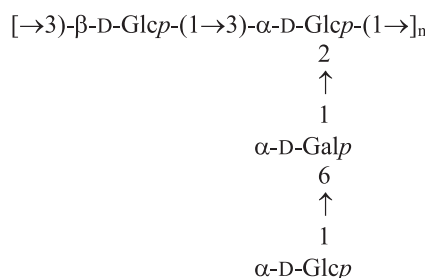 [→3)-β-D-Glcp-(1→3)-α-D-Glcp-(1→]n
2
↑
1
α-D-Galp
6
↑
1
α-D-Glcp